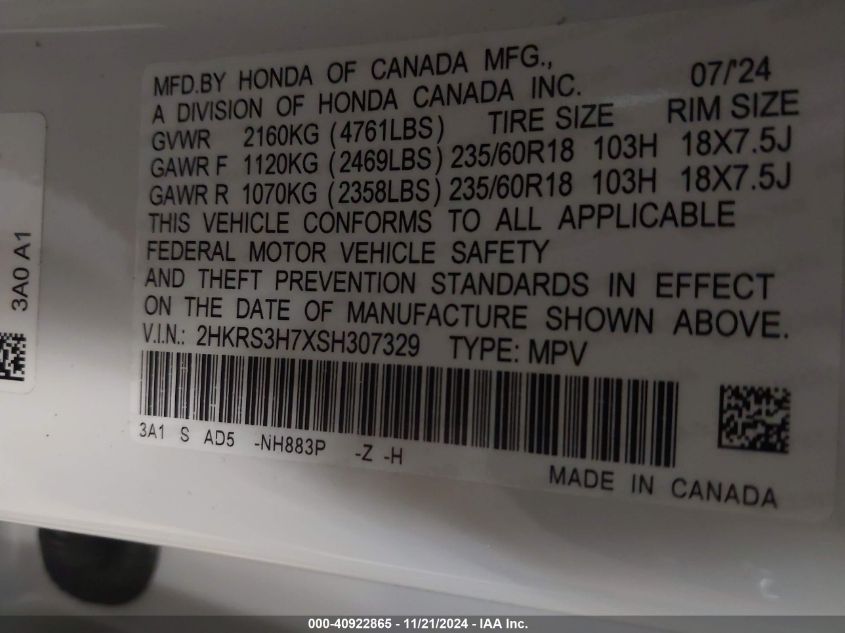 MFD.BY HONDA OF CANADA MFG., 07/'24
A DIVISION OF HONDA CANADA INC.
GVWR 2160KG (4761LBS) TIRE SIZE RIM SIZE
GAWR F 1120KG (2469LBS) 235/60R18 103H 18X7.5J
GAWR R 1070KG (2358LBS) 235/60R18 103H 18X7.5J
THIS VEHICLE CONFORMS TO ALL APPLICABLE
FEDERAL MOTOR VEHICLE SAFETY
AND THEFT PREVENTION STANDARDS IN EFFECT
ON THE DATE OF MANUFACTURE SHOWN ABOVE.
V.I.N.: 2HKRS3H7XSH307329 TYPE: MPV
3A1 S AD5 -NH883P -Z -H
MADE IN CANADA
3A0 A1
000-40922865 - 11/21/2024 - IAA Inc.